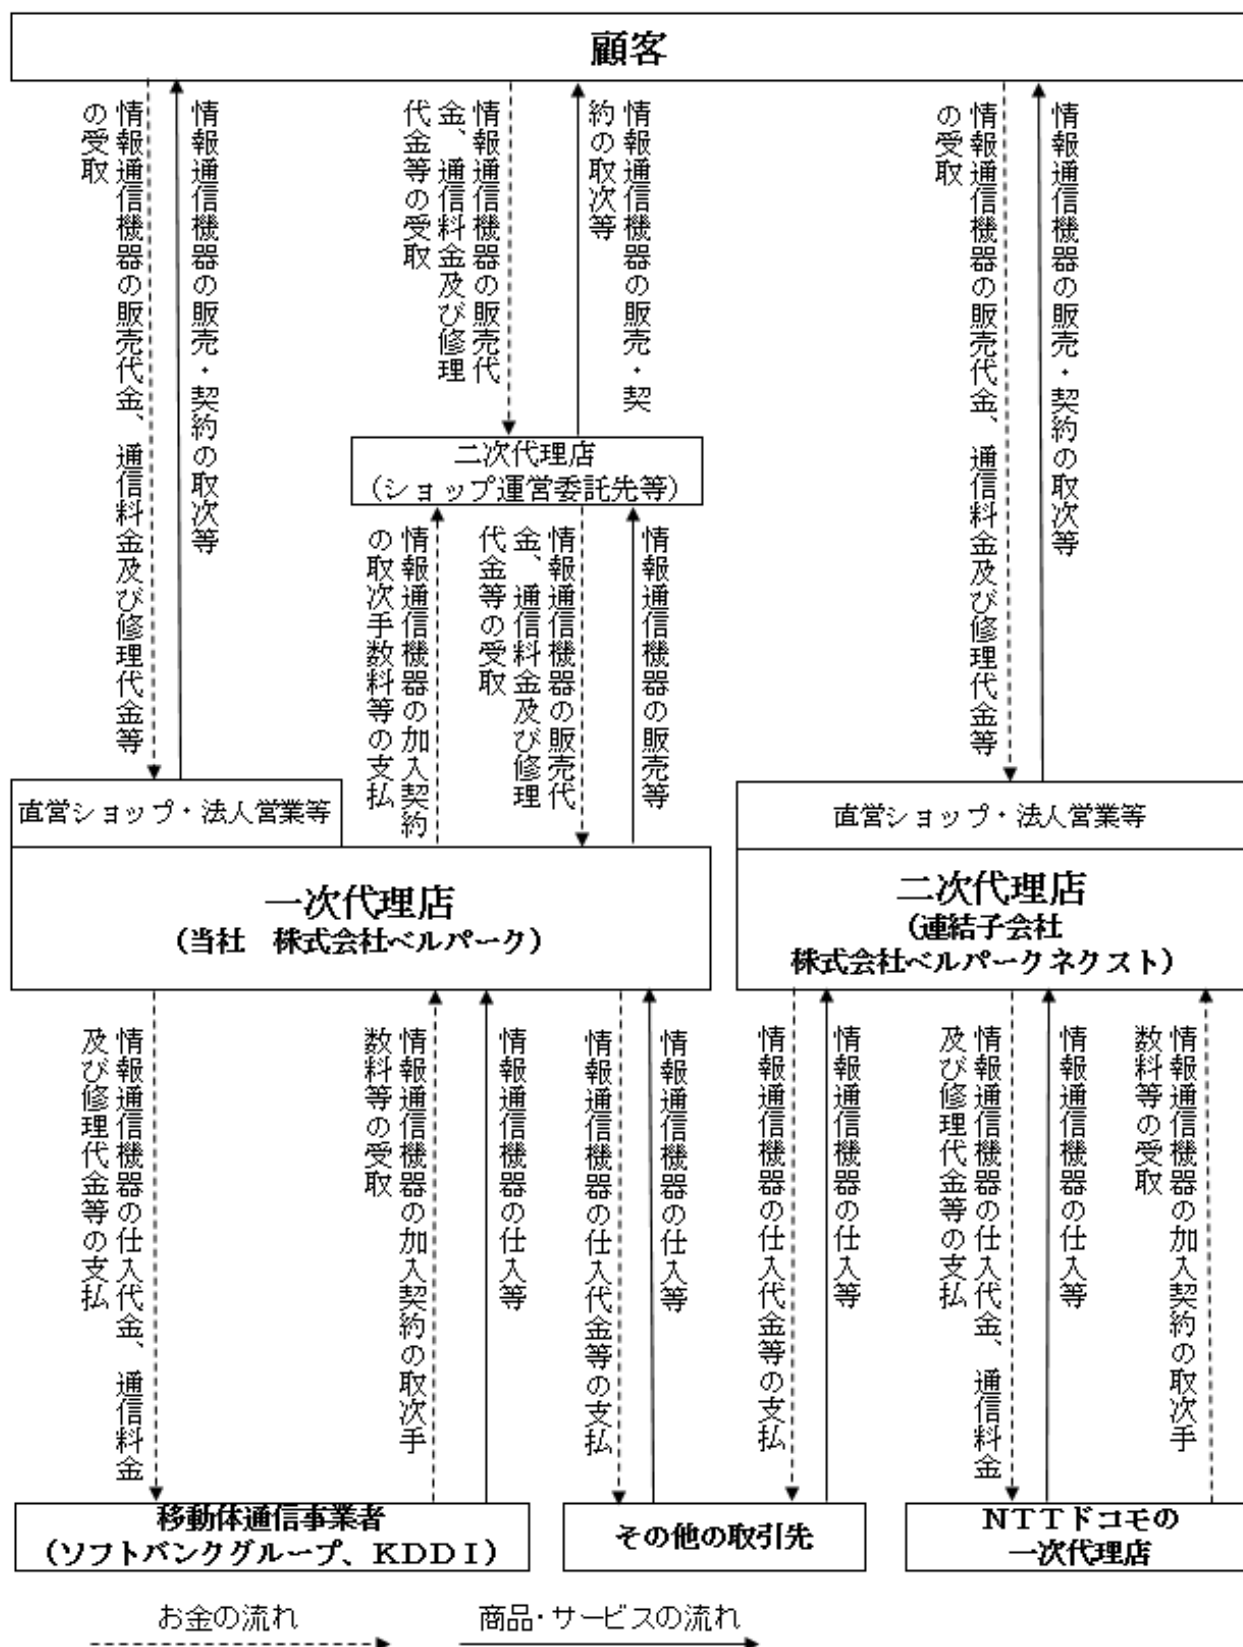 顧客
情報通信機器の販売代金、通信料金及び修理代金等
の受取
情報通信機器の販売・契約の取次等
情報通信機器の販売代
金、通信料金及び修理
代金等の受取
情報通信機器の販売・契
約の取次等
情報通信機器の販売代金、通信料金及び修理代金等
の受取
情報通信機器の販売・契約の取次等
二次代理店
(ショップ運営委託先等)
情報通信機器の加入契約
の取次手数料等の支払
情報通信機器の販売代
金、通信料金及び修理
代金等の受取
情報通信機器の販売等
直営ショップ・法人営業等
一次代理店
(当社 株式会社ベルパーク)
直営ショップ・法人営業等
二次代理店
(連結子会社
株式会社ベルパークネクスト)
情報通信機器の仕入代金、通信料金
及び修理代金等の支払
情報通信機器の加入契約の取次手
数料等の受取
情報通信機器の仕入等
情報通信機器の仕入代金等の支払
情報通信機器の仕入等
情報通信機器の仕入代金等の支払
情報通信機器の仕入等
情報通信機器の仕入代金、通信料金
及び修理代金等の支払
情報通信機器の仕入等
情報通信機器の加入契約の取次手
数料等の受取
移動体通信事業者
(ソフトバンクグループ、KDDI)
その他の取引先
NTTドコモの
一次代理店
お金の流れ
商品・サービスの流れ